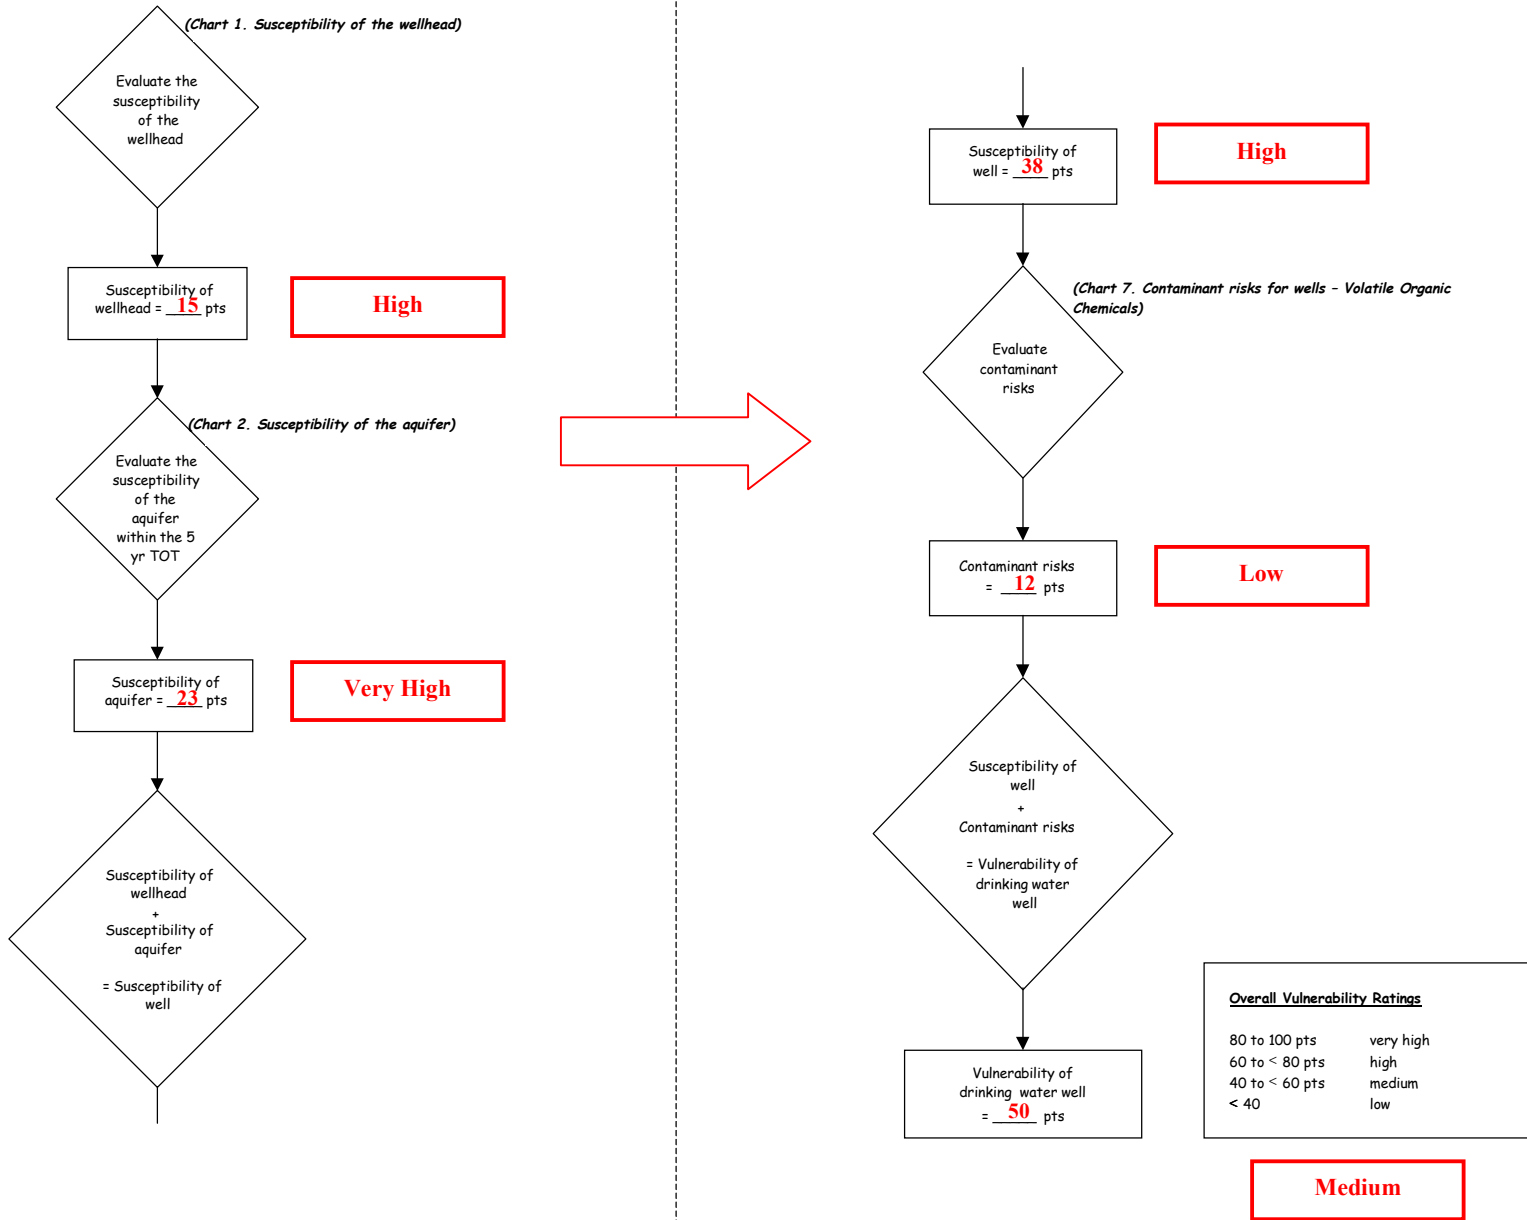 (Chart 1. Susceptibility of the wellhead)
Evaluate the
susceptibility
of the
wellhead
Susceptibility of
wellhead = 15 pts
High
(Chart 2. Susceptibility of the aquifer)
Evaluate the
susceptibility
of the
aquifer
within the 5
yr TOT
Susceptibility of
aquifer = 23 pts
Very High
Susceptibility of
wellhead
+
Susceptibility of
aquifer
= Susceptibility of
well
Susceptibility of
well = 38 pts
High
(Chart 7. Contaminant risks for wells – Volatile Organic
Chemicals)
Evaluate
contaminant
risks
Contaminant risks
= 12 pts
Low
Susceptibility of
well
+
Contaminant risks
= Vulnerability of
drinking water
well
Vulnerability of
drinking water well
= 50 pts
Overall Vulnerability Ratings
80 to 100 pts very high
60 to < 80 pts high
40 to < 60 pts medium
< 40 low
Medium